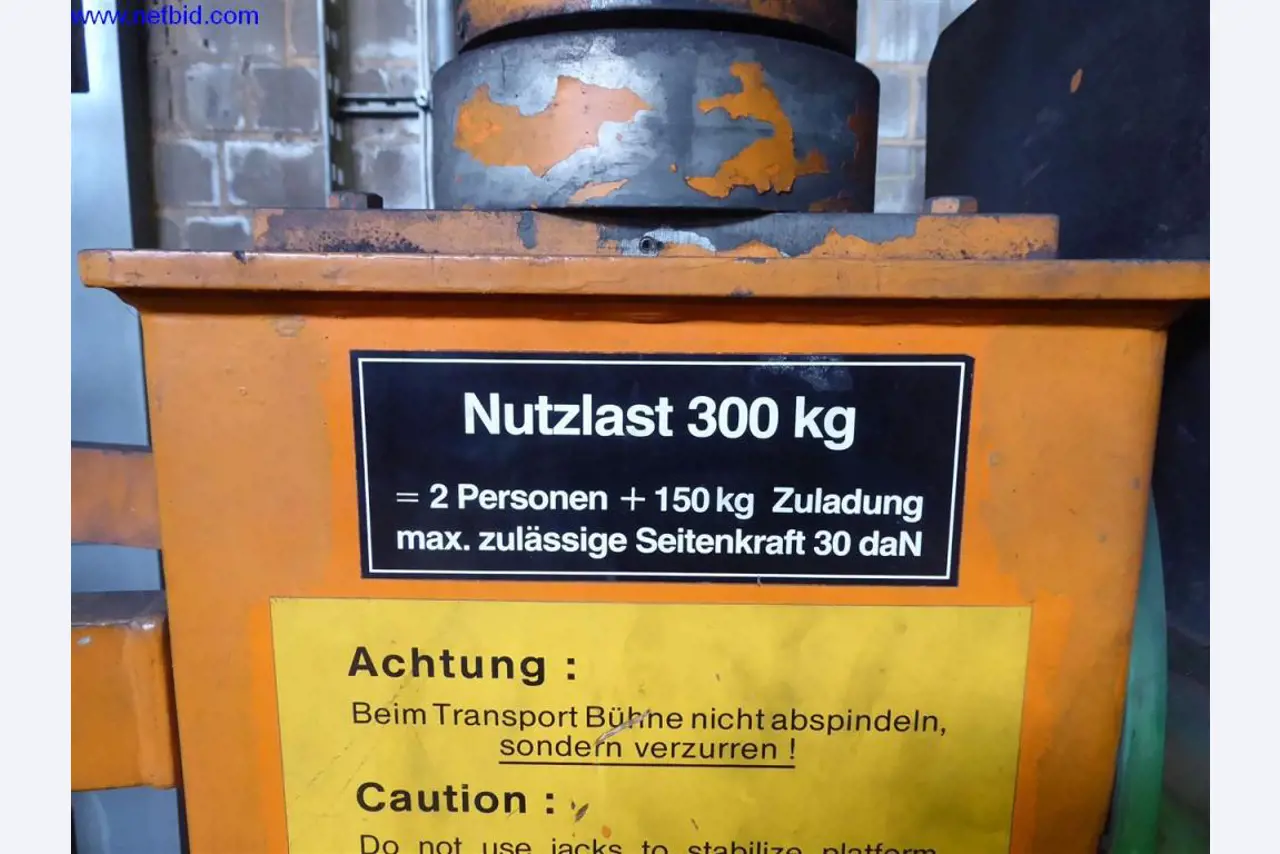 www.netbid.com
Nutzlast 300 kg
= 2 Personen + 150 kg Zuladung
max. zulässige Seitenkraft 30 daN
Achtung :
Beim Transport Bühne nicht abspindeln,
sondern verzurren !
Caution :
Do not use jacks to stabilize platform